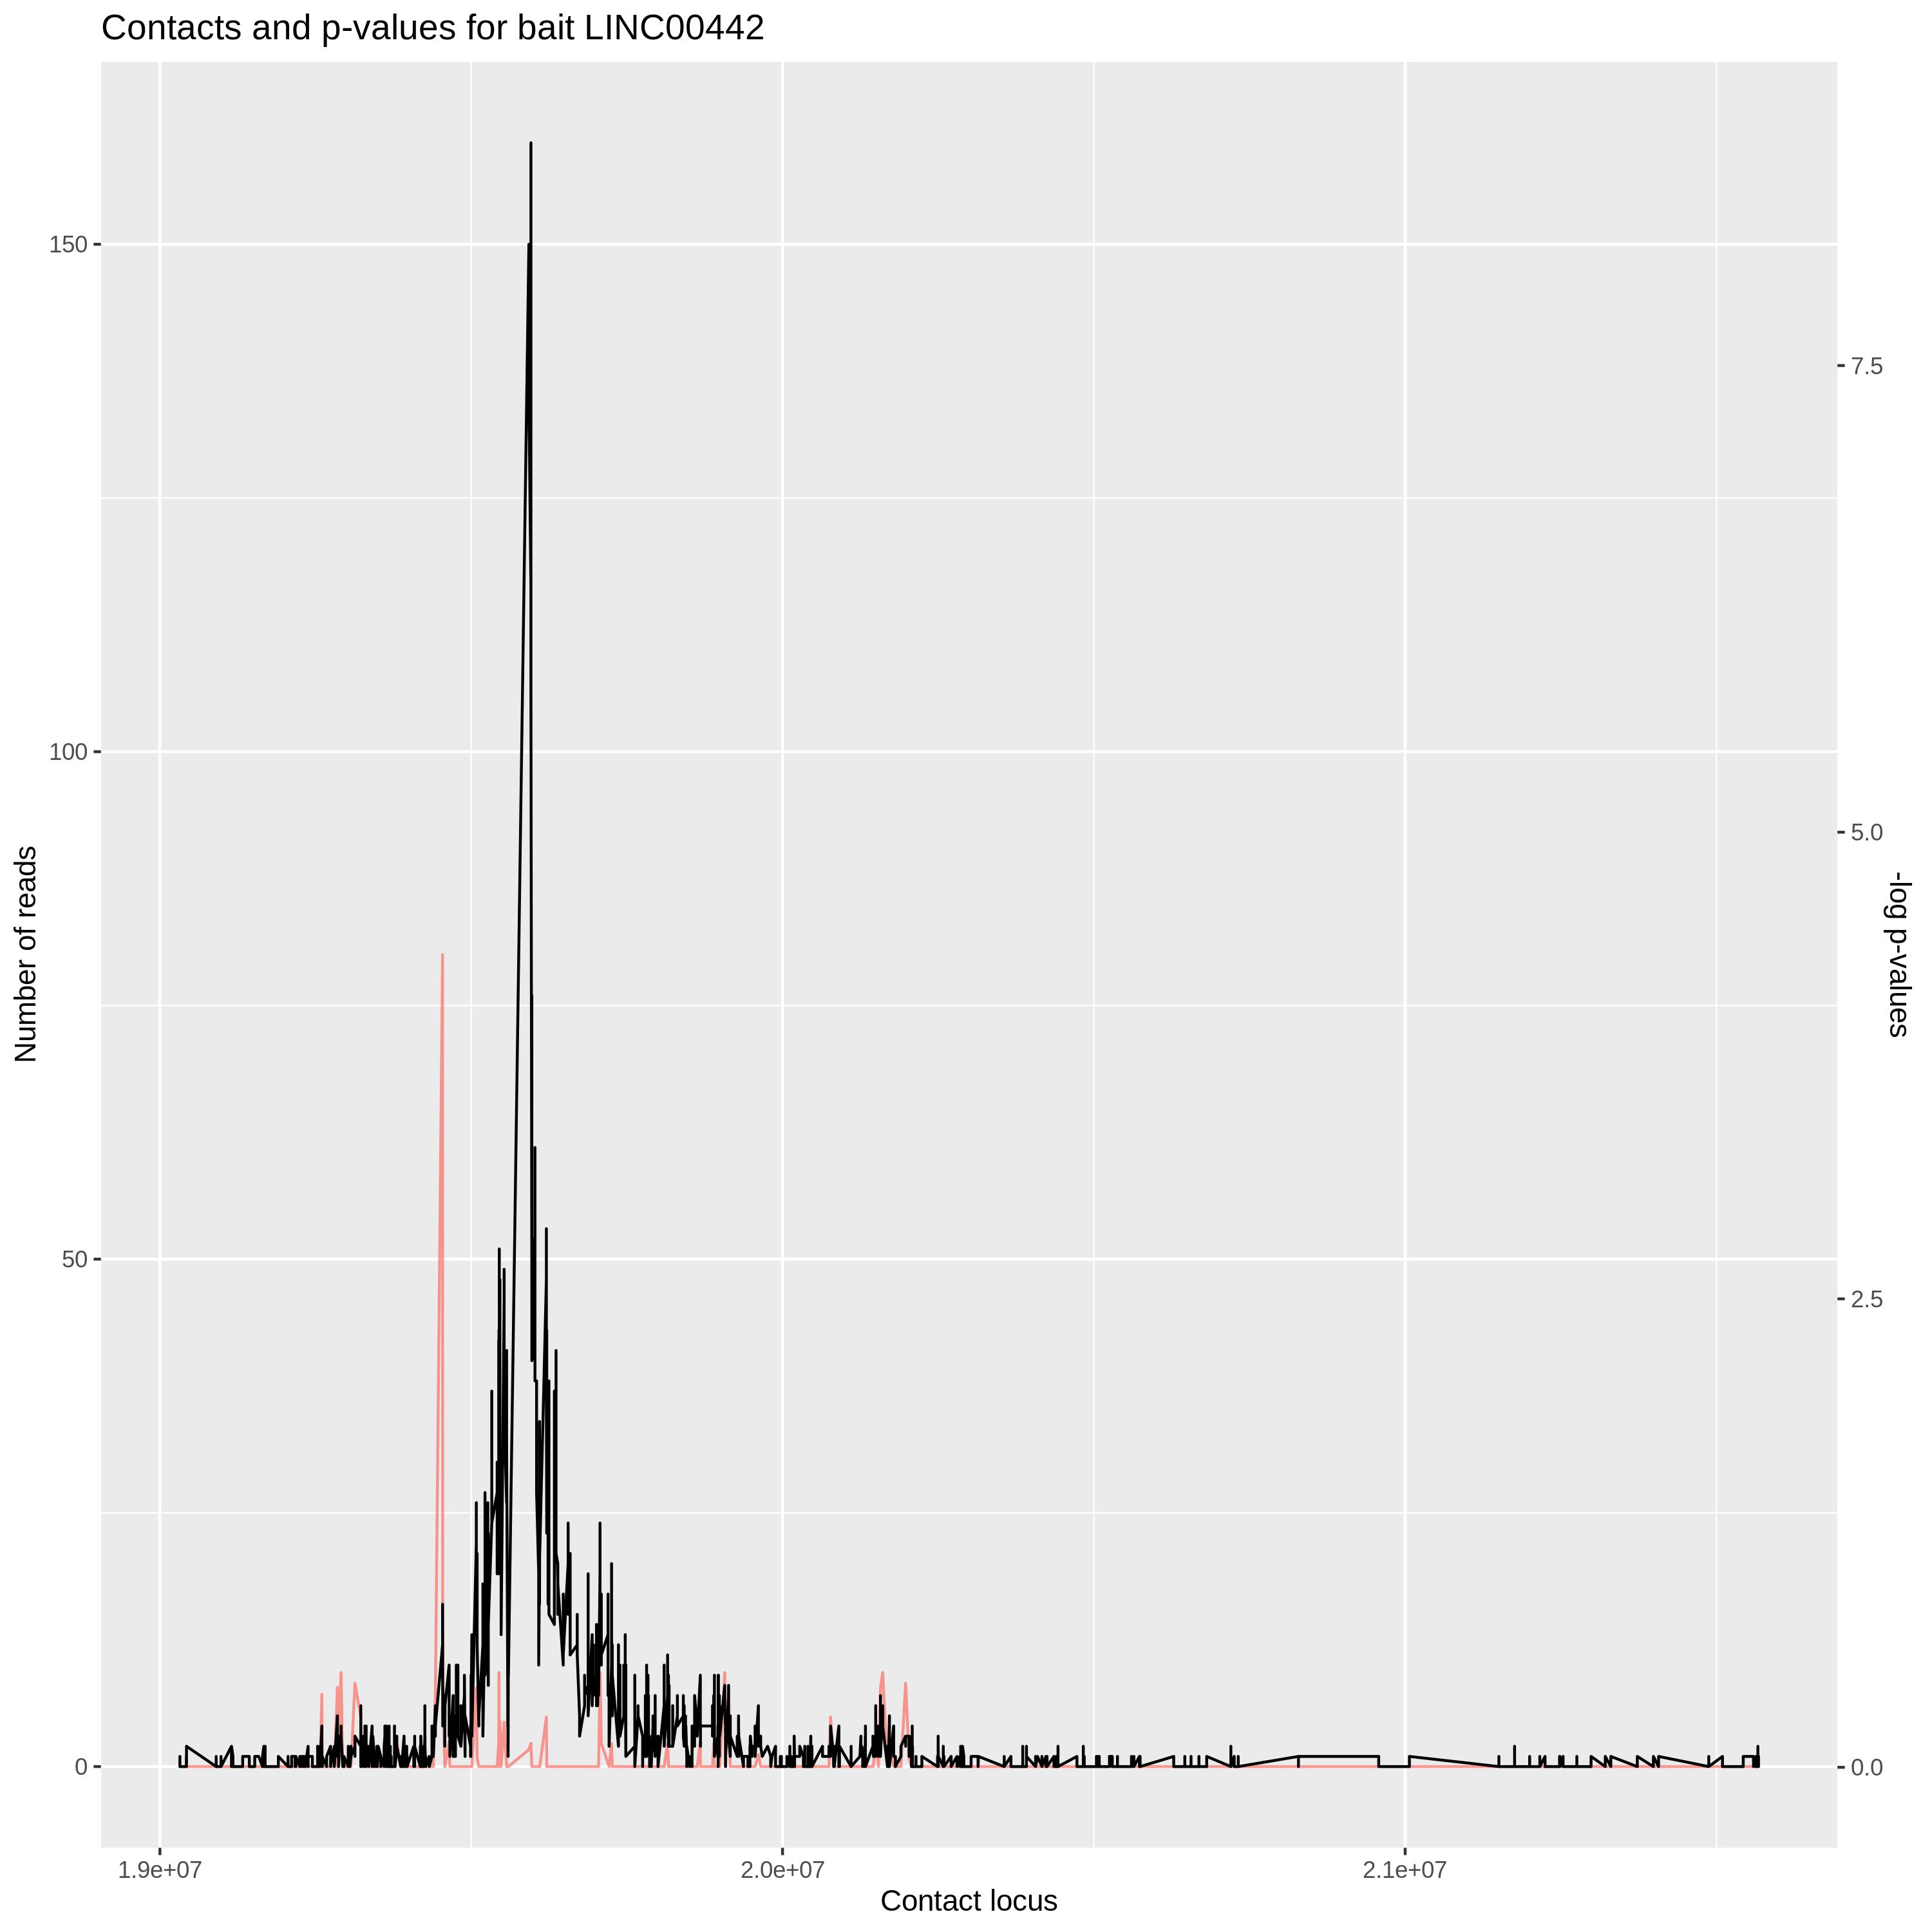 Contacts and p-values for bait LINC00442
150
100
50
0
Number of reads
7.5
5.0
2.5
0.0
-log p-values
1.9e+07
2.0e+07
2.1e+07
Contact locus